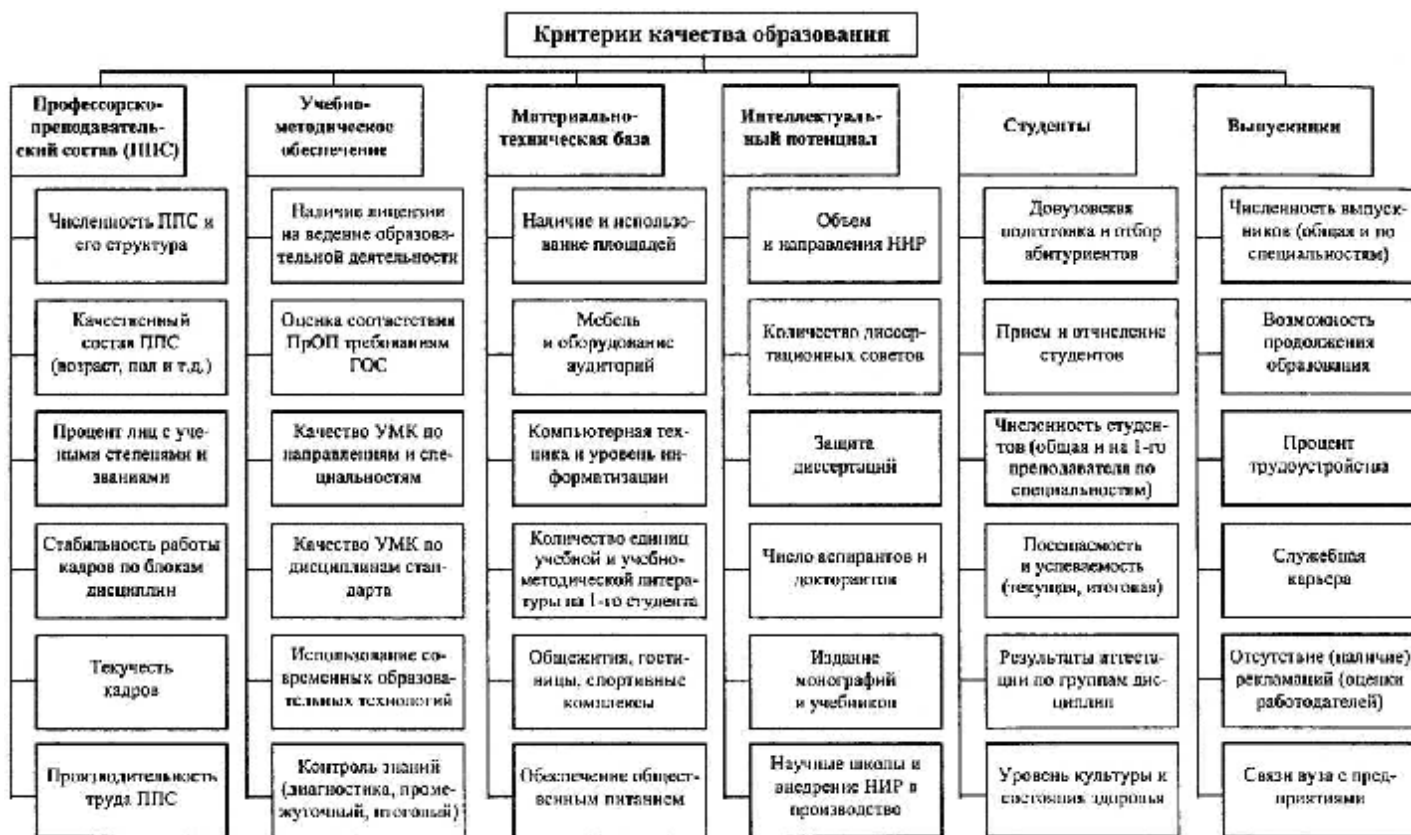 Критерии качества образования
Профессорско-
преподаватель-
ский состав (ППС)
Численность ППС и
его структура
Качественный
состав ППС
(возраст, пол и т.д.)
Процент лиц с уче-
ными степенями и
званиями
Стабильность работы
кадров по блокам
дисциплин
Текучесть
кадров
Производительность
труда ППС
Учебно-
методическое
обеспечение
Наличие лицензии
на ведение образова-
тельной деятельности
Оценка соответствия
ПрОП требованиям
ГОС
Качество УМК по
направлениям и спе-
циальностям
Качество УМК по
дисциплинам стан-
дарта
Использование со-
временных образова-
тельных технологий
Контроль знаний
(диагностика, проме-
жуточный, итоговый)
Материально-
техническая база
Наличие и использо-
вание площадей
Мебель
и оборудование
аудиторий
Компьютерная тех-
ника и уровень ин-
форматизации
Количество единиц
учебной и учебно-
методической литера-
туры на 1-го студента
Общежития, гости-
ницы, спортивные
комплексы
Обеспечение общест-
венным питанием
Интеллектуаль-
ный потенциал
Объем
и направления НИР
Количество диссер-
тационных советов
Защита
диссертаций
Число аспирантов и
докторантов
Издание
монографий
и учебников
Научные школы и
внедрение НИР в
производство
Студенты
Довузовская
подготовка и отбор
абитуриентов
Прием и отчисление
студентов
Численность студен-
тов (общая и на 1-го
преподавателя по
специальностям)
Посещаемость
и успеваемость
(текущая, итоговая)
Результаты аттеста-
ции по группам дис-
циплин
Уровень культуры и
состояния здоровья
Выпускники
Численность выпуск-
ников (общая и по
специальностям)
Возможность
продолжения
образования
Процент
трудоустройства
Служебная
карьера
Отсутствие (наличие)
рекламаций (оценки
работодателей)
Связи вуза с пред-
приятиями